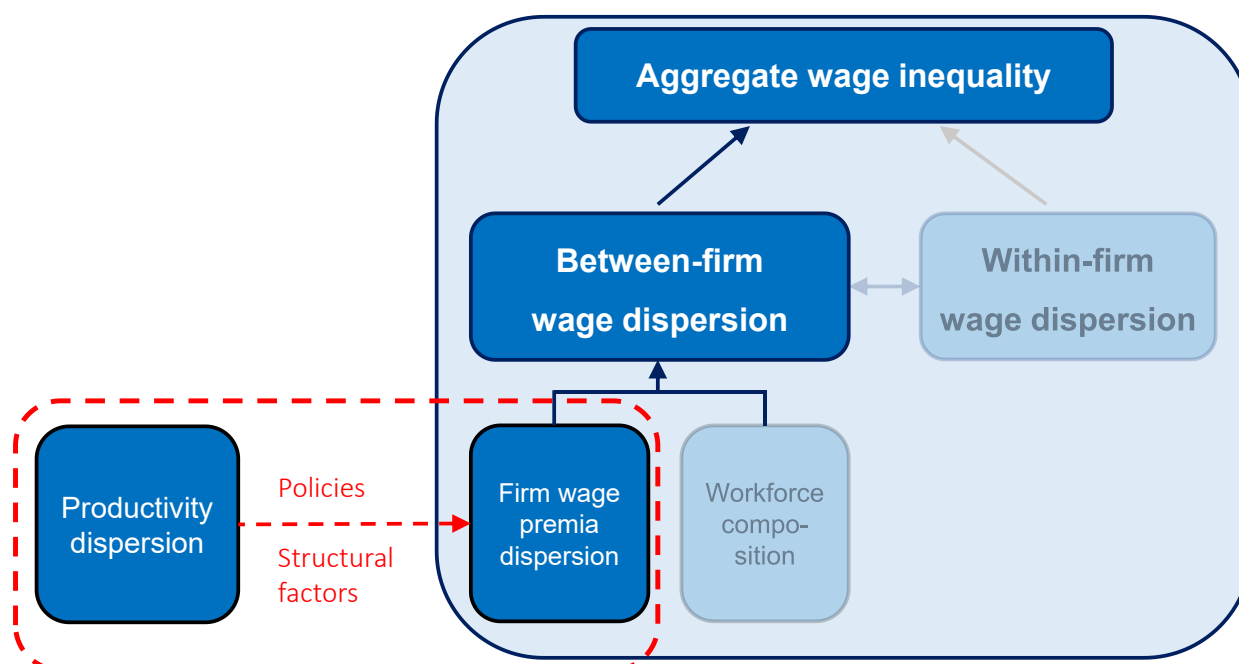 Aggregate wage inequality
Between-firm
wage dispersion
Within-firm
wage dispersion
Productivity
dispersion
Policies
Structural
factors
Firm wage
premia
dispersion
Workforce
compo-
sition